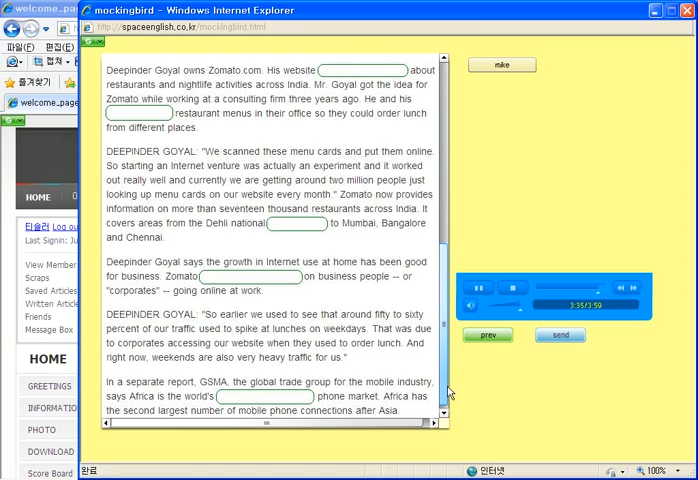 welcome_pag
mockingbird - Windows Internet Explorer
http://spaceenglish.co.kr/mockingbird.html
파일(F) 편집(E)
캡쳐
즐겨찾기
welcome_page
Deepinder Goyal owns Zomato.com. His website about
restaurants and nightlife activities across India. Mr. Goyal got the idea for
Zomato while working at a consulting firm three years ago. He and his
restaurant menus in their office so they could order lunch
from different places.
DEEPINDER GOYAL: "We scanned these menu cards and put them online.
So starting an Internet venture was actually an experiment and it worked
out really well and currently we are getting around two million people just
looking up menu cards on our website every month." Zomato now provides
information on more than seventeen thousand restaurants across India. It
covers areas from the Dehli national to Mumbai, Bangalore
and Chennai.
Deepinder Goyal says the growth in Internet use at home has been good
for business. Zomato on business people -- or
"corporates" -- going online at work.
DEEPINDER GOYAL: "So earlier we used to see that around fifty to sixty
percent of our traffic used to spike at lunches on weekdays. That was due
to corporates accessing our website when they used to order lunch. And
right now, weekends are also very heavy traffic for us."
In a separate report, GSMA, the global trade group for the mobile industry,
says Africa is the world's phone market. Africa has
the second largest number of mobile phone connections after Asia.
mike
3:35/3:59
prev
send
HOME
티슬러 Log ou
Last Signin: Ju
View Member
Scraps
Saved Articles
Written Article
Friends
Message Box
HOME
GREETINGS
INFORMATIO
PHOTO
DOWNLOAD
Score Board
완료
인터넷
100%